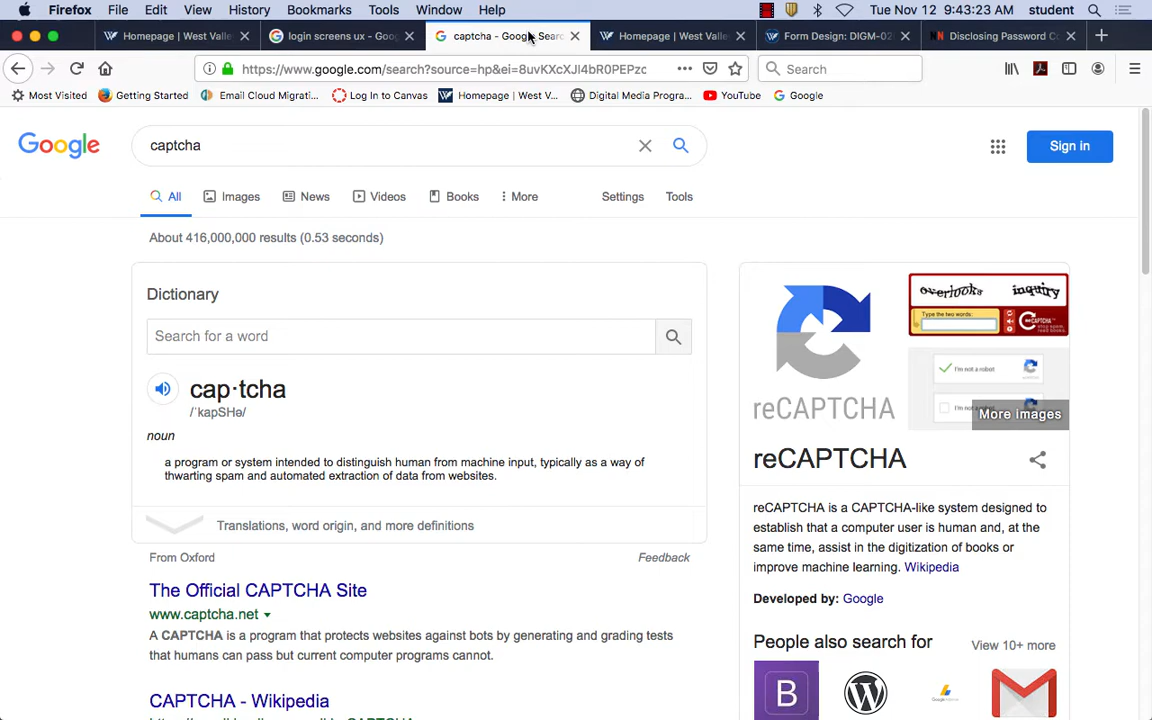 Firefox File Edit View History Bookmarks Tools Window Help Tue Nov 12 9:43:23 AM student
Homepage | West Valle login screens ux - Goog captcha - Google Searc Homepage | West Valle Form Design: DIGM-02 Disclosing Password Co
https://www.google.com/search?source=hp&ei=8uvKXcXJI4bR0PEPzc Search
Most Visited Getting Started Email Cloud Migrati... Log In to Canvas Homepage | West V... Digital Media Progra... YouTube Google
Google captcha Sign in
All Images News Videos Books More Settings Tools
About 416,000,000 results (0.53 seconds)
Dictionary
Search for a word
cap·tcha
/ˈkapSHə/
noun
a program or system intended to distinguish human from machine input, typically as a way of
thwarting spam and automated extraction of data from websites.
Translations, word origin, and more definitions
From Oxford Feedback
The Official CAPTCHA Site
www.captcha.net
A CAPTCHA is a program that protects websites against bots by generating and grading tests
that humans can pass but current computer programs cannot.
CAPTCHA - Wikipedia
reCAPTCHA
overlooks inquiry
Type the two words:
I'm not a robot
More images
reCAPTCHA
reCAPTCHA is a CAPTCHA-like system designed to
establish that a computer user is human and, at the
same time, assist in the digitization of books or
improve machine learning. Wikipedia
Developed by: Google
People also search for View 10+ more
B